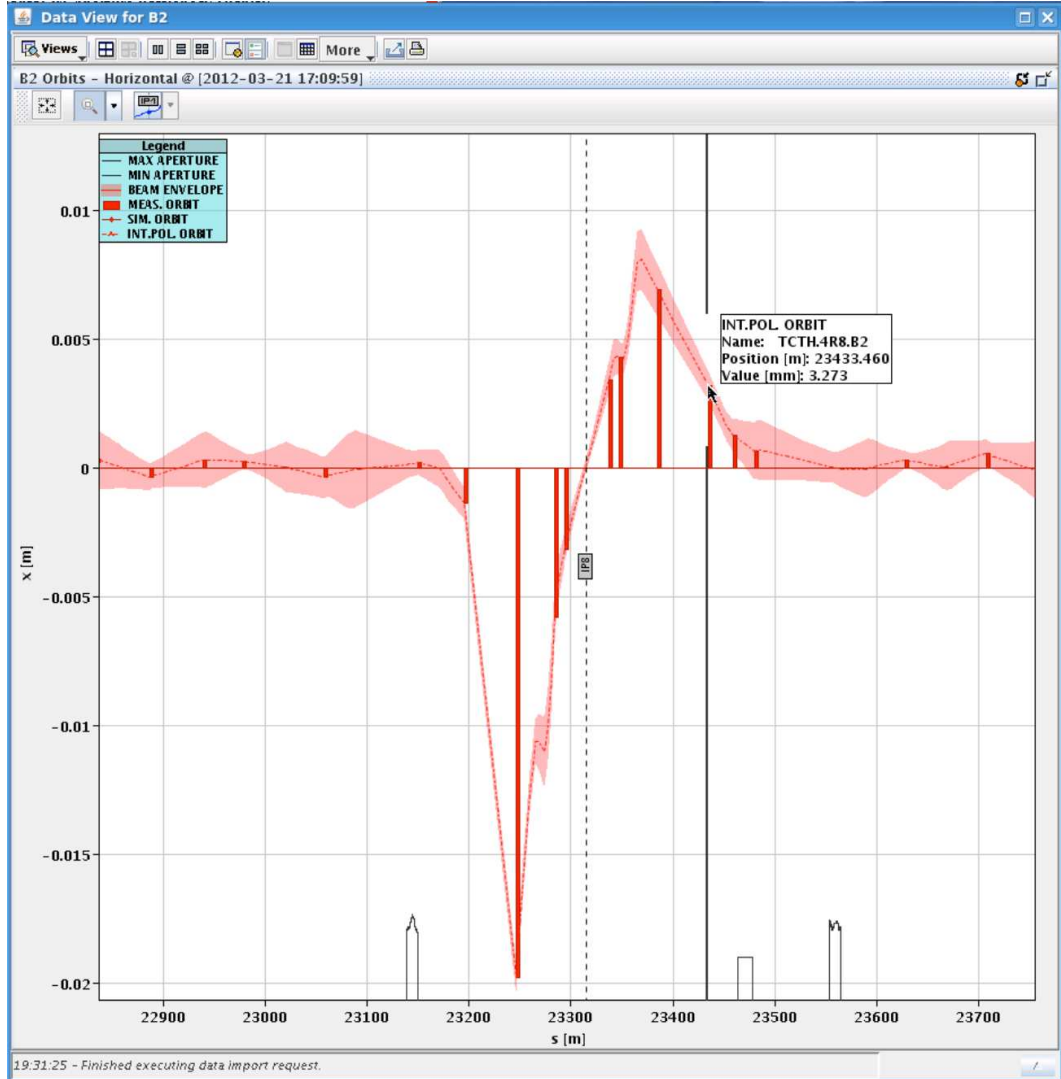 Data View for B2
Views More
B2 Orbits - Horizontal @ [2012-03-21 17:09:59]
IP1
Legend
MAX APERTURE
MIN APERTURE
BEAM ENVELOPE
MEAS. ORBIT
SIM. ORBIT
INT.POL. ORBIT
0.01
0.005
0
-0.005
-0.01
-0.015
-0.02
x [m]
INT.POL. ORBIT
Name: TCTH.4R8.B2
Position [m]: 23433.460
Value [mm]: 3.273
IP8
22900 23000 23100 23200 23300 23400 23500 23600 23700
s [m]
19:31:25 - Finished executing data import request.